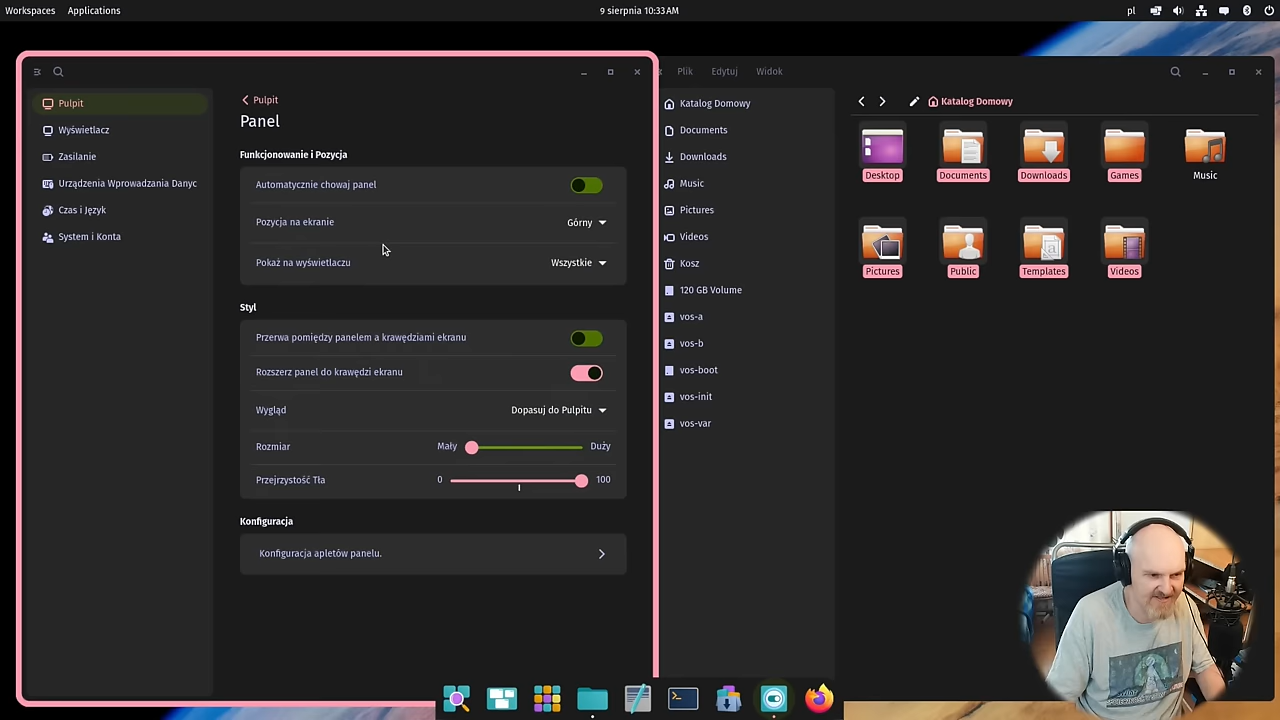 Workspaces Applications 9 sierpnia 10:33 AM pl
Pulpit
Wyświetlacz
Zasilanie
Urządzenia Wprowadzania Danyc
Czas i Język
System i Konta
Pulpit
Panel
Funkcjonowanie i Pozycja
Automatycznie chowaj panel
Pozycja na ekranie Górny
Pokaż na wyświetlaczu Wszystkie
Styl
Przerwa pomiędzy panelem a krawędziami ekranu
Rozszerz panel do krawędzi ekranu
Wygląd Dopasuj do Pulpitu
Rozmiar Mały Duży
Przejrzystość Tła 0 100
Konfiguracja
Konfiguracja apletów panelu.
Plik Edytuj Widok
Katalog Domowy
Documents
Downloads
Music
Pictures
Videos
Kosz
120 GB Volume
vos-a
vos-b
vos-boot
vos-init
vos-var
Katalog Domowy
Desktop Documents Downloads Games Music
Pictures Public Templates Videos